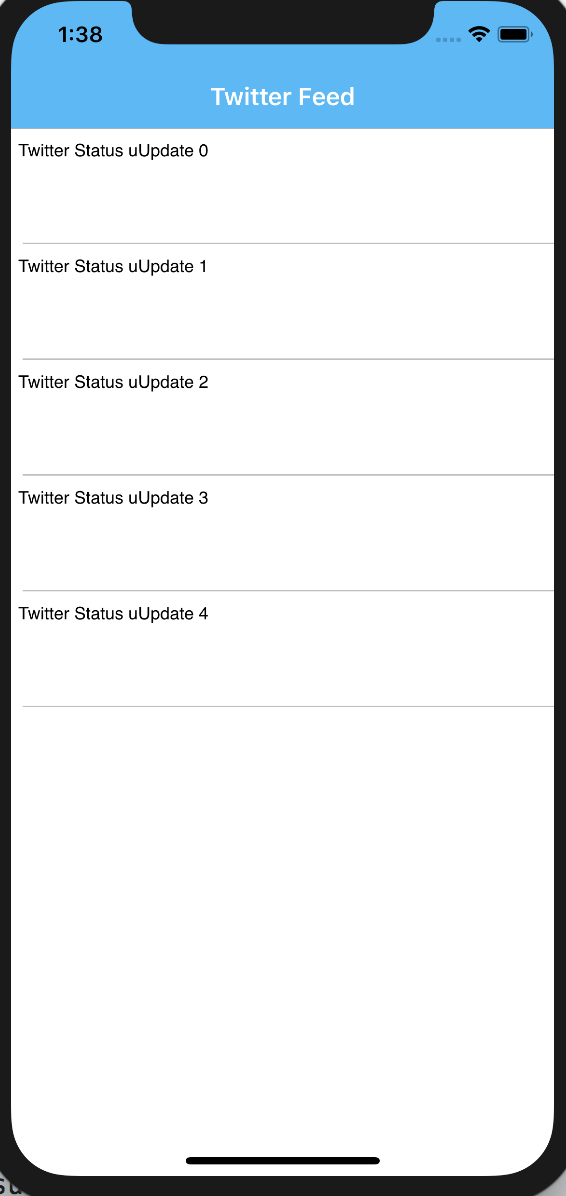 1:38
Twitter Feed
Twitter Status uUpdate 0
Twitter Status uUpdate 1
Twitter Status uUpdate 2
Twitter Status uUpdate 3
Twitter Status uUpdate 4
su